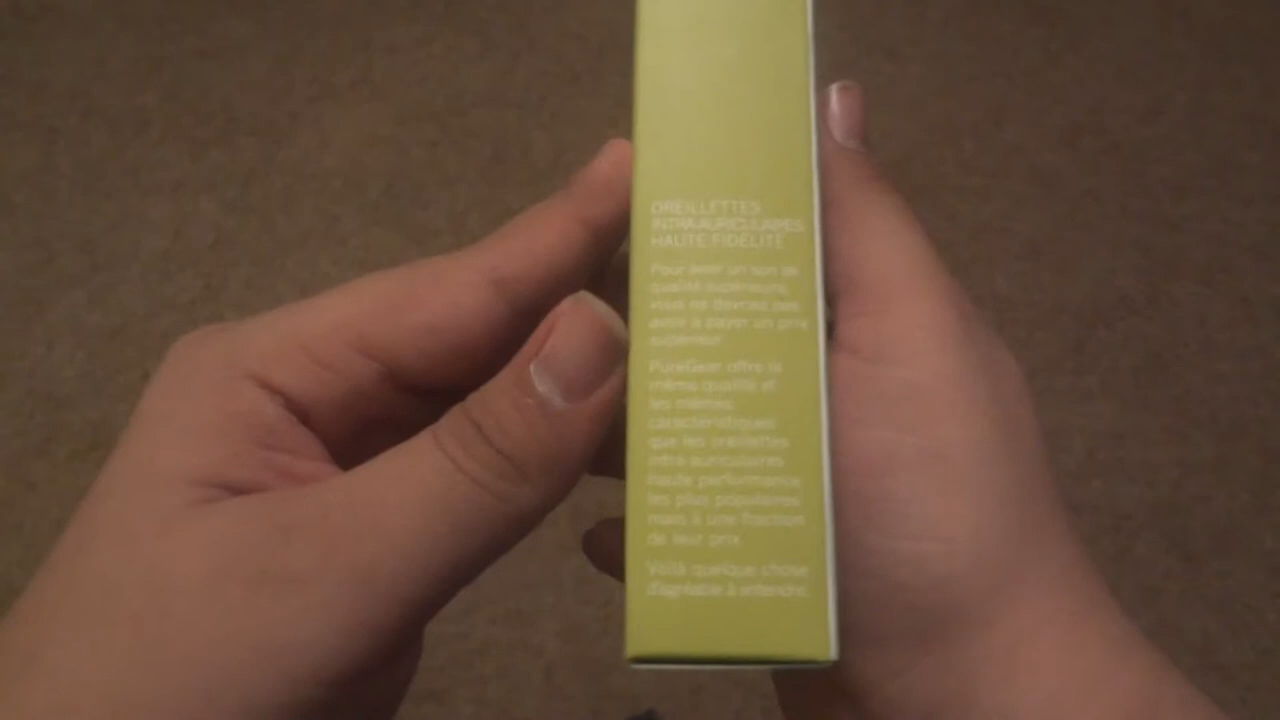 OREILLETTES
INTRA-AURICULAIRES
HAUTE FIDÉLITÉ
Pour avoir un son de
qualité supérieure,
vous ne devriez pas
avoir à payer un prix
supérieur.
PureGear offre la
même qualité et
les mêmes
caractéristiques
que les oreillettes
intra-auriculaires
haute performance
les plus populaires
mais à une fraction
de leur prix.
Voilà quelque chose
d'agréable à entendre.